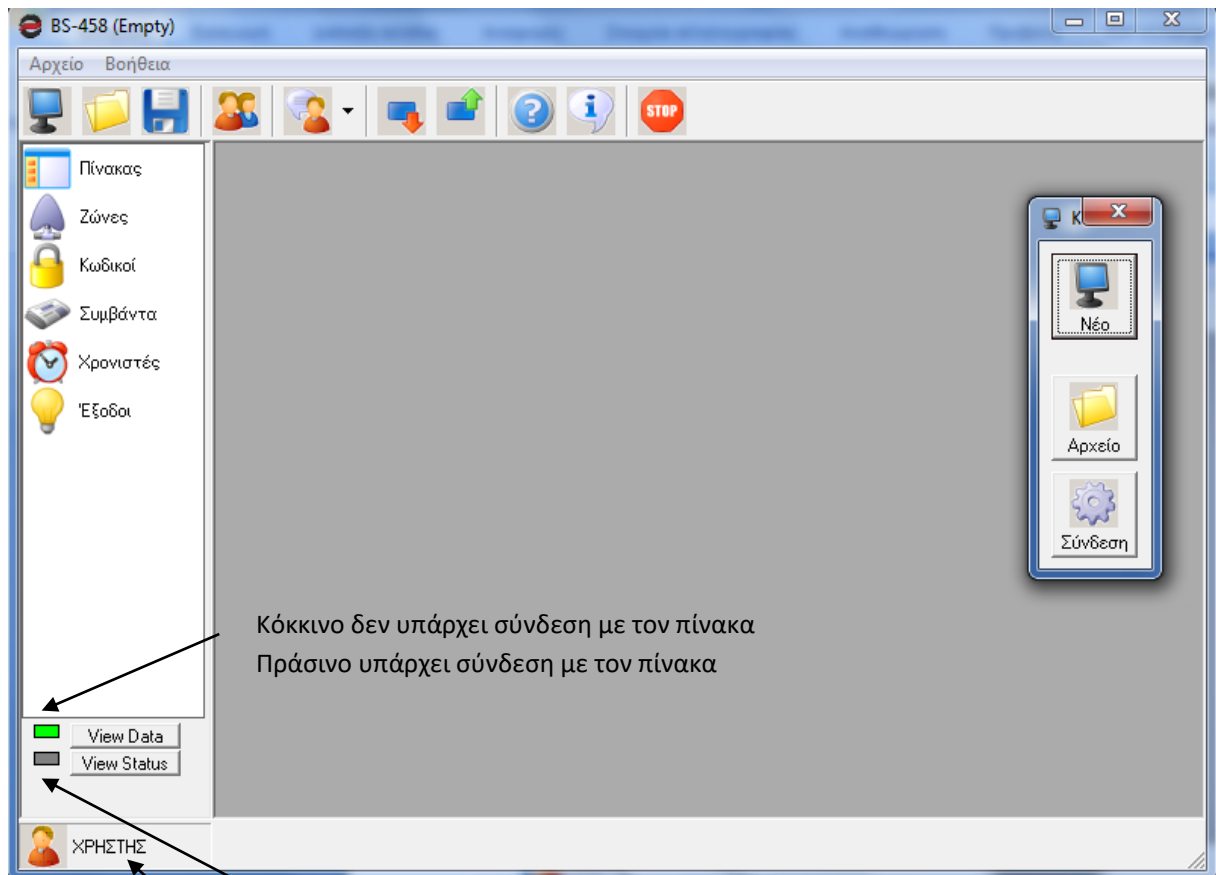 BS-458 (Empty)
Αρχείο Βοήθεια
STOP
Πίνακας
Ζώνες
Κωδικοί
Συμβάντα
Χρονιστές
Έξοδοι
Κ
Νέο
Αρχείο
Σύνδεση
Κόκκινο δεν υπάρχει σύνδεση με τον πίνακα
Πράσινο υπάρχει σύνδεση με τον πίνακα
View Data
View Status
ΧΡΗΣΤΗΣ